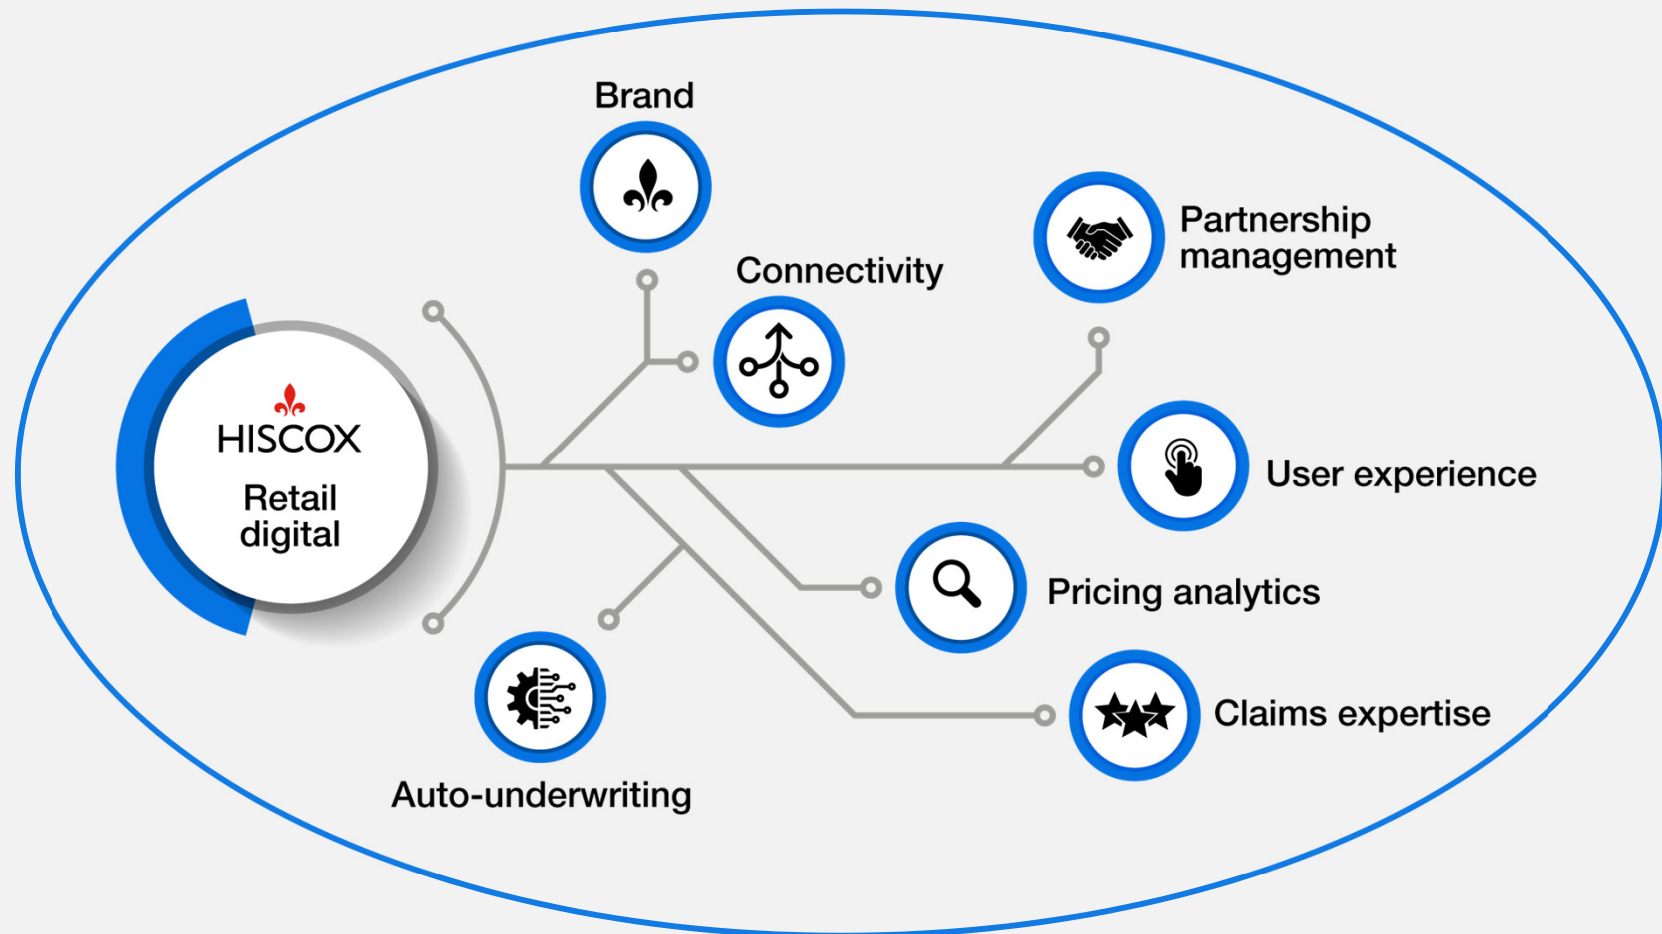 Brand
Connectivity
Partnership
management
HISCOX
Retail
digital
User experience
Pricing analytics
Claims expertise
Auto-underwriting